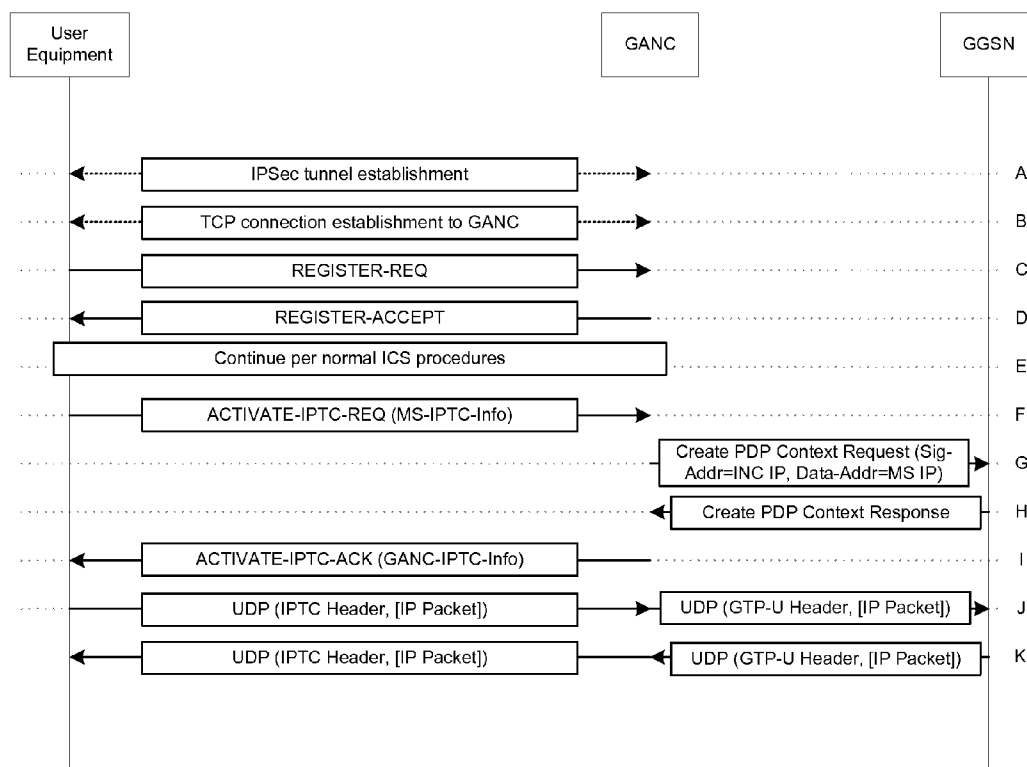 User
Equipment
GANC
GGSN
IPSec tunnel establishment
A
TCP connection establishment to GANC
B
REGISTER-REQ
C
REGISTER-ACCEPT
D
Continue per normal ICS procedures
E
ACTIVATE-IPTC-REQ (MS-IPTC-Info)
F
Create PDP Context Request (Sig-
Addr=INC IP, Data-Addr=MS IP)
G
Create PDP Context Response
H
ACTIVATE-IPTC-ACK (GANC-IPTC-Info)
I
UDP (IPTC Header, [IP Packet])
UDP (GTP-U Header, [IP Packet])
J
UDP (IPTC Header, [IP Packet])
UDP (GTP-U Header, [IP Packet])
K